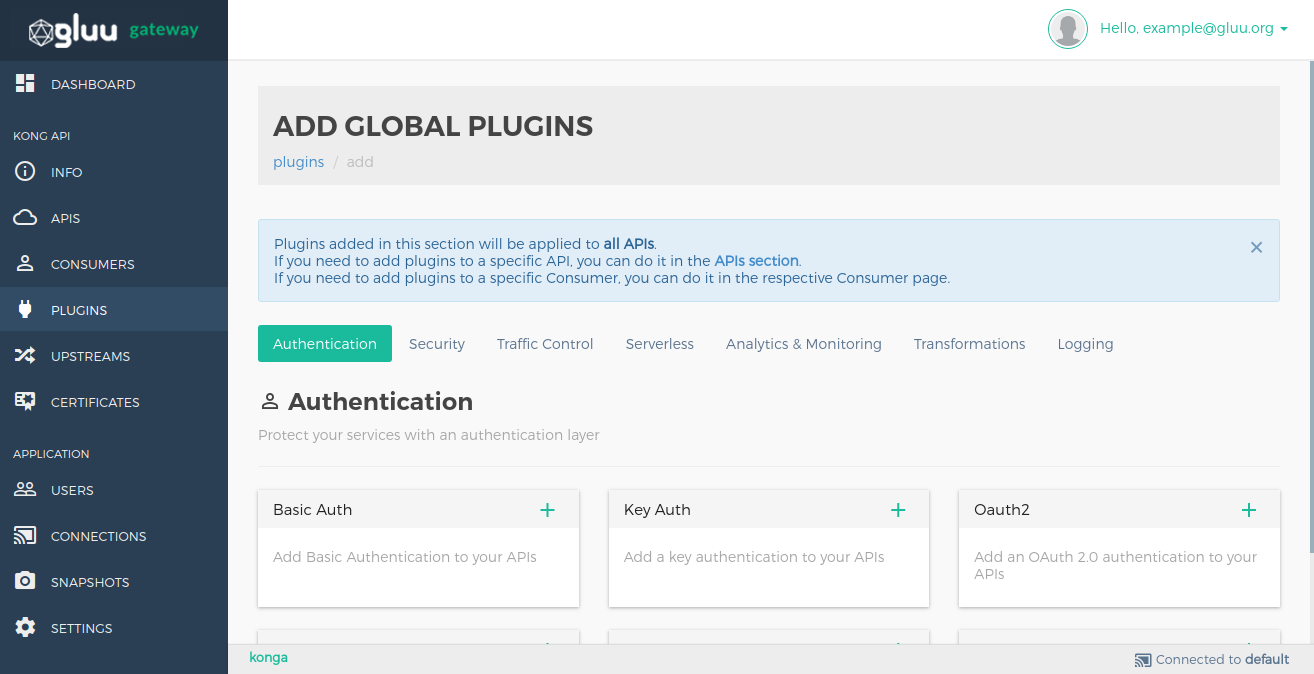 gluu gateway
Hello, example@gluu.org
DASHBOARD
KONG API
INFO
APIS
CONSUMERS
PLUGINS
UPSTREAMS
CERTIFICATES
APPLICATION
USERS
CONNECTIONS
SNAPSHOTS
SETTINGS
ADD GLOBAL PLUGINS
plugins / add
Plugins added in this section will be applied to all APIs.
If you need to add plugins to a specific API, you can do it in the APIs section.
If you need to add plugins to a specific Consumer, you can do it in the respective Consumer page.
Authentication Security Traffic Control Serverless Analytics & Monitoring Transformations Logging
Authentication
Protect your services with an authentication layer
Basic Auth
Add Basic Authentication to your APIs
Key Auth
Add a key authentication to your APIs
Oauth2
Add an OAuth 2.0 authentication to your
APIs
konga
Connected to default